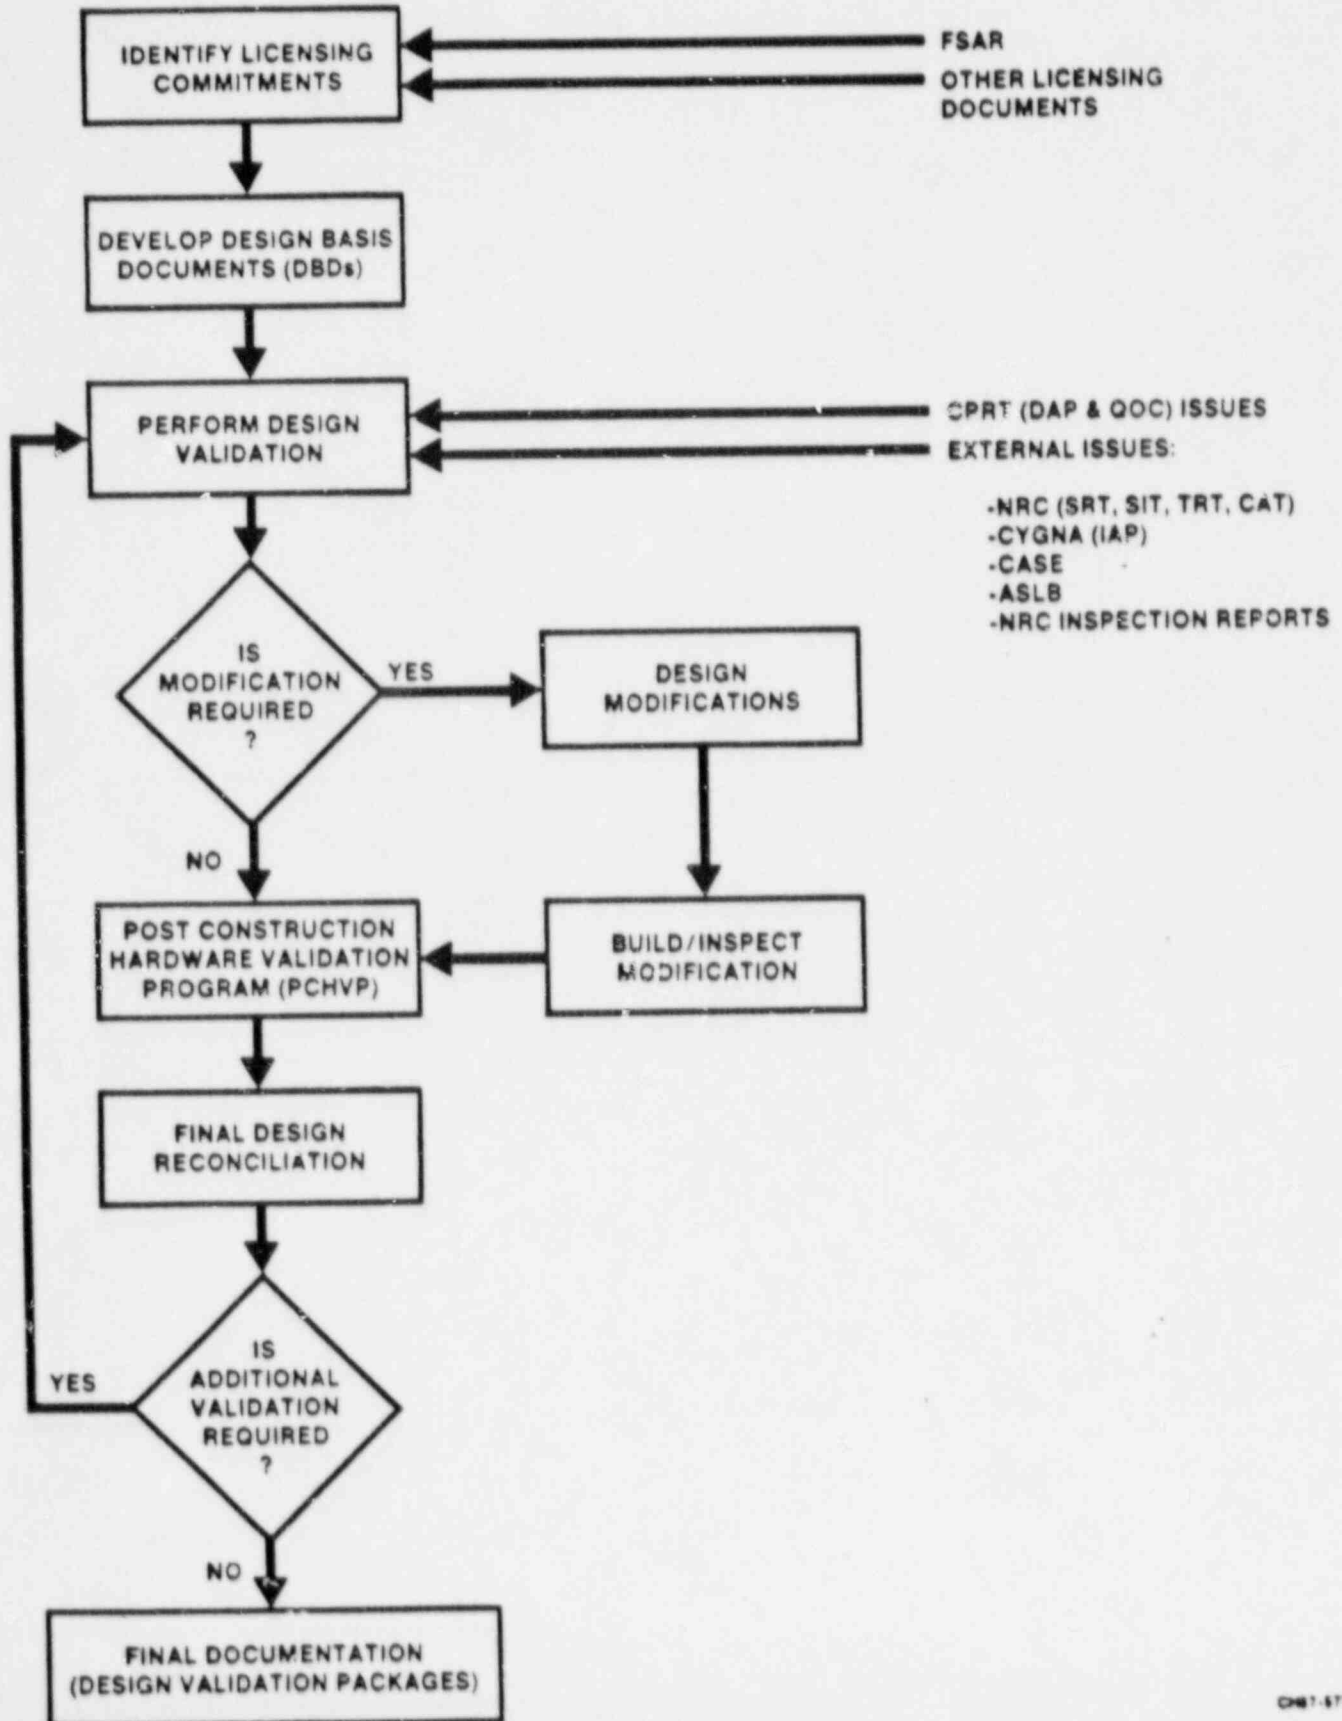 IDENTIFY LICENSING
COMMITMENTS
FSAR
OTHER LICENSING
DOCUMENTS
DEVELOP DESIGN BASIS
DOCUMENTS (DBDs)
PERFORM DESIGN
VALIDATION
CPRT (DAP & QOC) ISSUES
EXTERNAL ISSUES:
-NRC (SRT, SIT, TRT, CAT)
-CYGNA (IAP)
-CASE
-ASLB
-NRC INSPECTION REPORTS
IS
MODIFICATION
REQUIRED
?
YES
DESIGN
MODIFICATIONS
NO
POST CONSTRUCTION
HARDWARE VALIDATION
PROGRAM (PCHVP)
BUILD/INSPECT
MODIFICATION
FINAL DESIGN
RECONCILIATION
IS
ADDITIONAL
VALIDATION
REQUIRED
?
YES
NO
FINAL DOCUMENTATION
(DESIGN VALIDATION PACKAGES)